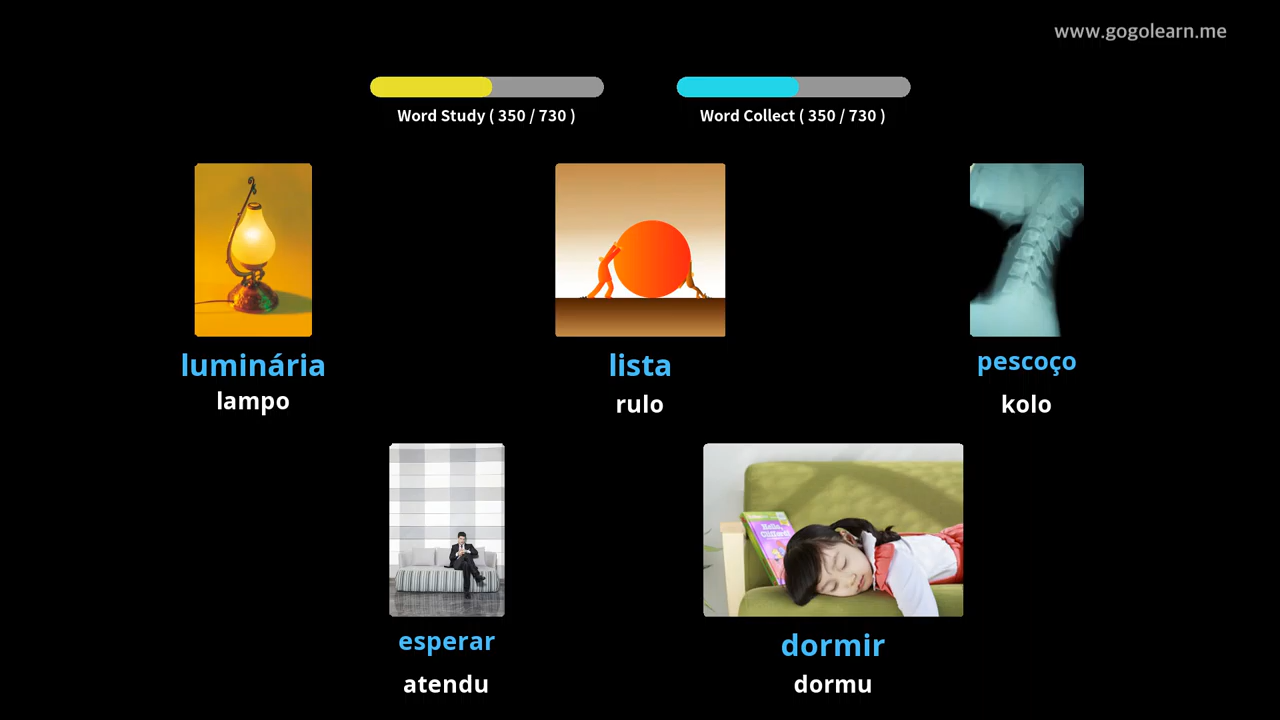 www.gogolearn.me
Word Study ( 350 / 730 )
Word Collect ( 350 / 730 )
luminária
lampo
lista
rulo
pescoço
kolo
esperar
atendu
dormir
dormu